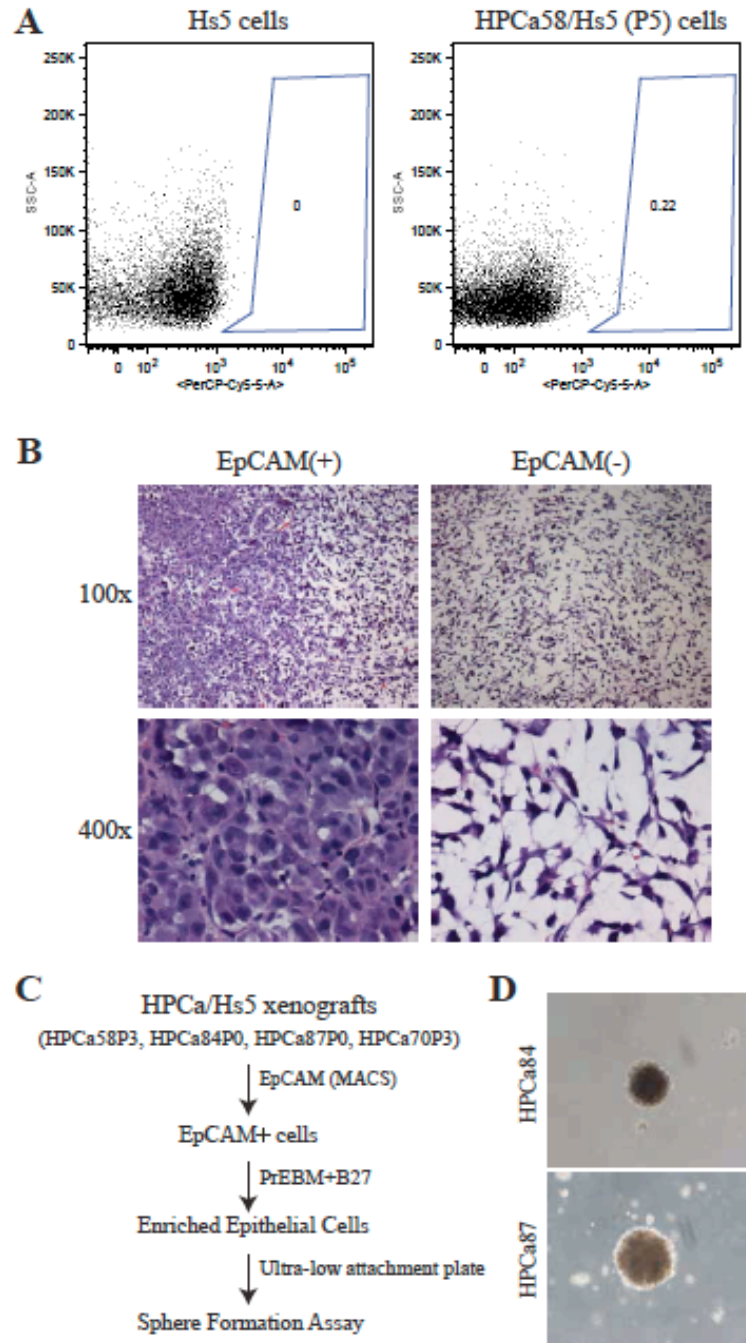 A
Hs5 cells
HPCa58/Hs5 (P5) cells
250K
200K
150K
100K
50K
0
SSC-A
0
0 10² 10³ 10⁴ 10⁵
<PerCP-Cy5-5-A>
250K
200K
150K
100K
50K
0
SSC-A
0.22
0 10² 10³ 10⁴ 10⁵
<PerCP-Cy5-5-A>
B
EpCAM(+)
EpCAM(-)
100x
400x
C
HPCa/Hs5 xenografts
(HPCa58P3, HPCa84P0, HPCa87P0, HPCa70P3)
EpCAM (MACS)
EpCAM+ cells
PrEBM+B27
Enriched Epithelial Cells
Ultra-low attachment plate
Sphere Formation Assay
D
HPCa84
HPCa87